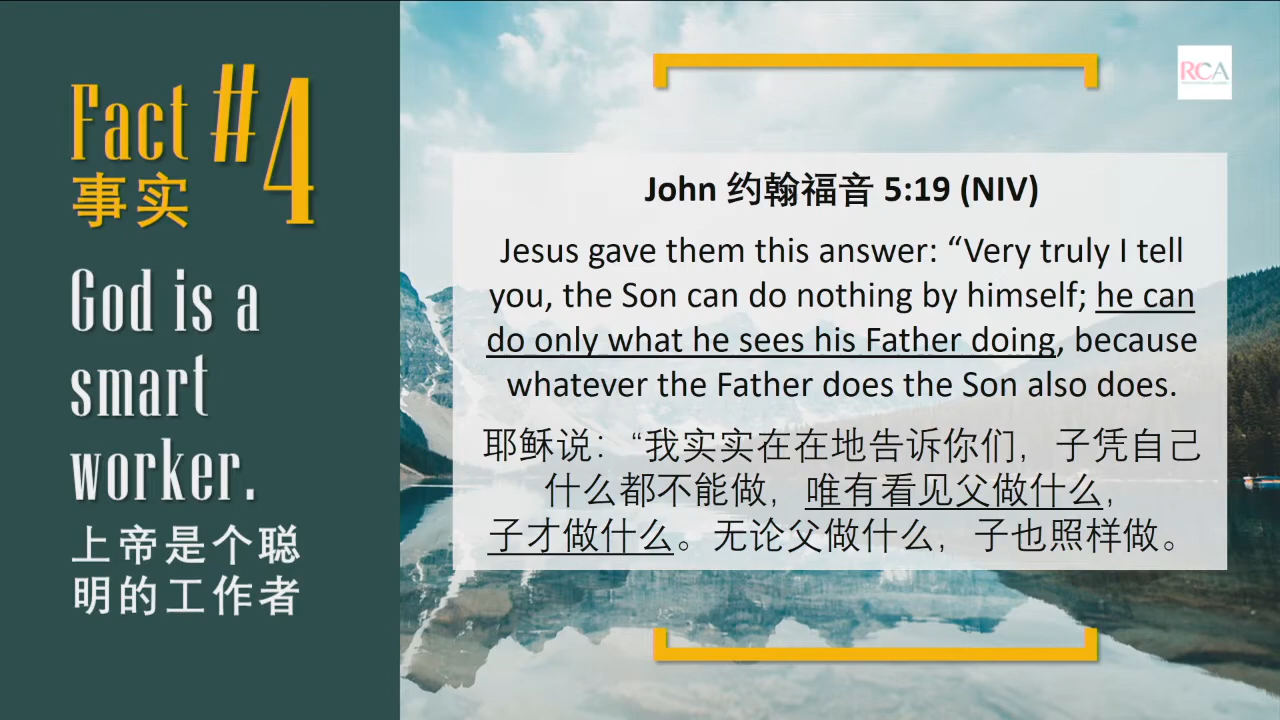 Fact #4
事实
God is a
smart
worker.
上帝是个聪
明的工作者
RCA
John 约翰福音 5:19 (NIV)
Jesus gave them this answer: “Very truly I tell
you, the Son can do nothing by himself; he can
do only what he sees his Father doing, because
whatever the Father does the Son also does.
耶稣说：“我实实在在地告诉你们，子凭自己
什么都不能做，唯有看见父做什么，
子才做什么。无论父做什么，子也照样做。